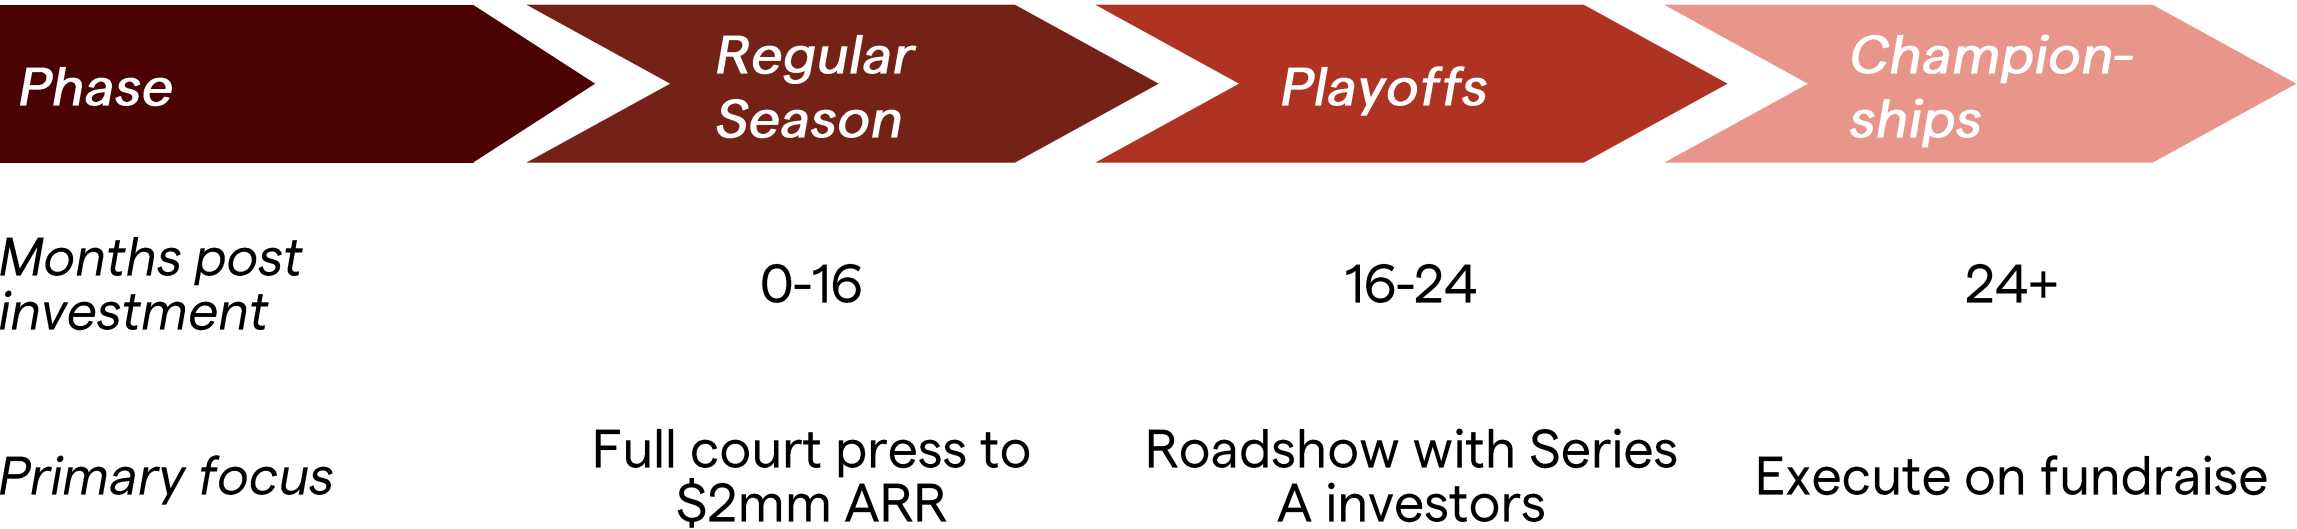 Phase
Regular
Season
Playoffs
Champion-
ships
Months post
investment
0-16
16-24
24+
Primary focus
Full court press to
$2mm ARR
Roadshow with Series
A investors
Execute on fundraise